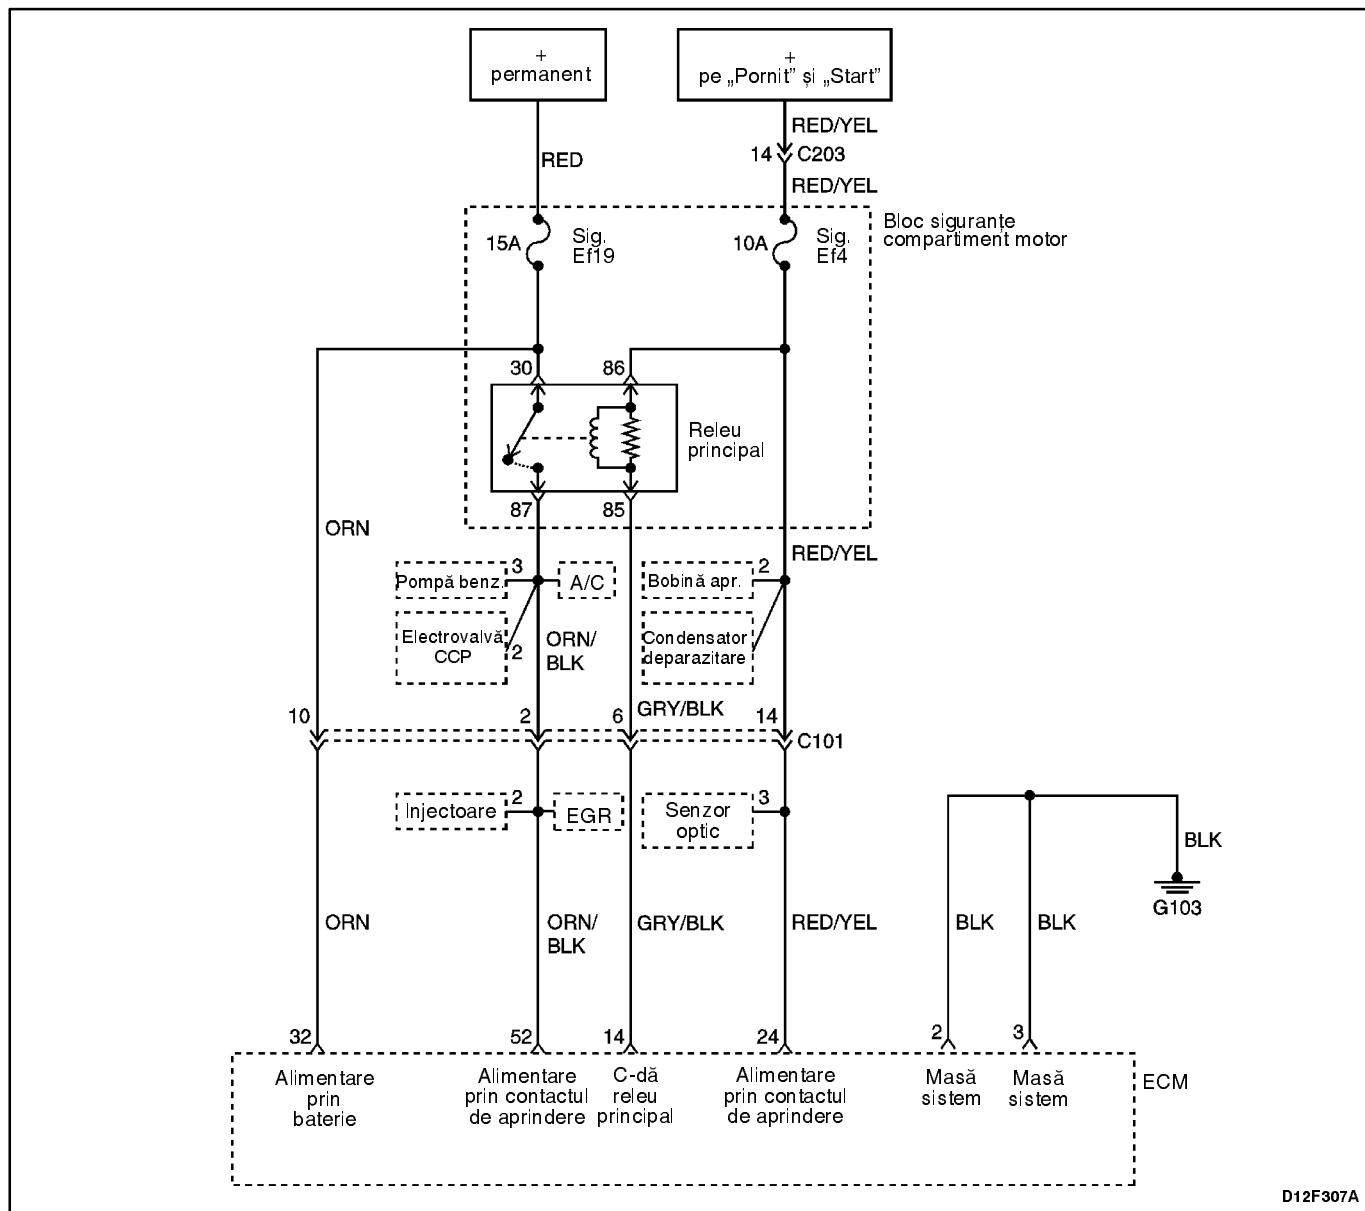 +
permanent
+
pe „Pornit” și „Start”
RED/YEL
14
C203
RED
RED/YEL
Bloc siguranțe
compartiment motor
15A
Sig.
Ef19
10A
Sig.
Ef4
30
86
Releu
principal
87
85
ORN
RED/YEL
Pompă benz.
3
A/C
Bobină apr.
2
Electrovalvă
CCP
2
ORN/
BLK
Condensator
deparazitare
GRY/BLK
10
2
6
14
C101
Injectoare
2
EGR
Senzor
optic
3
BLK
G103
ORN
ORN/
BLK
GRY/BLK
RED/YEL
BLK
BLK
32
52
14
24
2
3
Alimentare
prin
baterie
Alimentare
prin contactul
de aprindere
C-dă
releu
principal
Alimentare
prin contactul
de aprindere
Masă
sistem
Masă
sistem
ECM
D12F307A